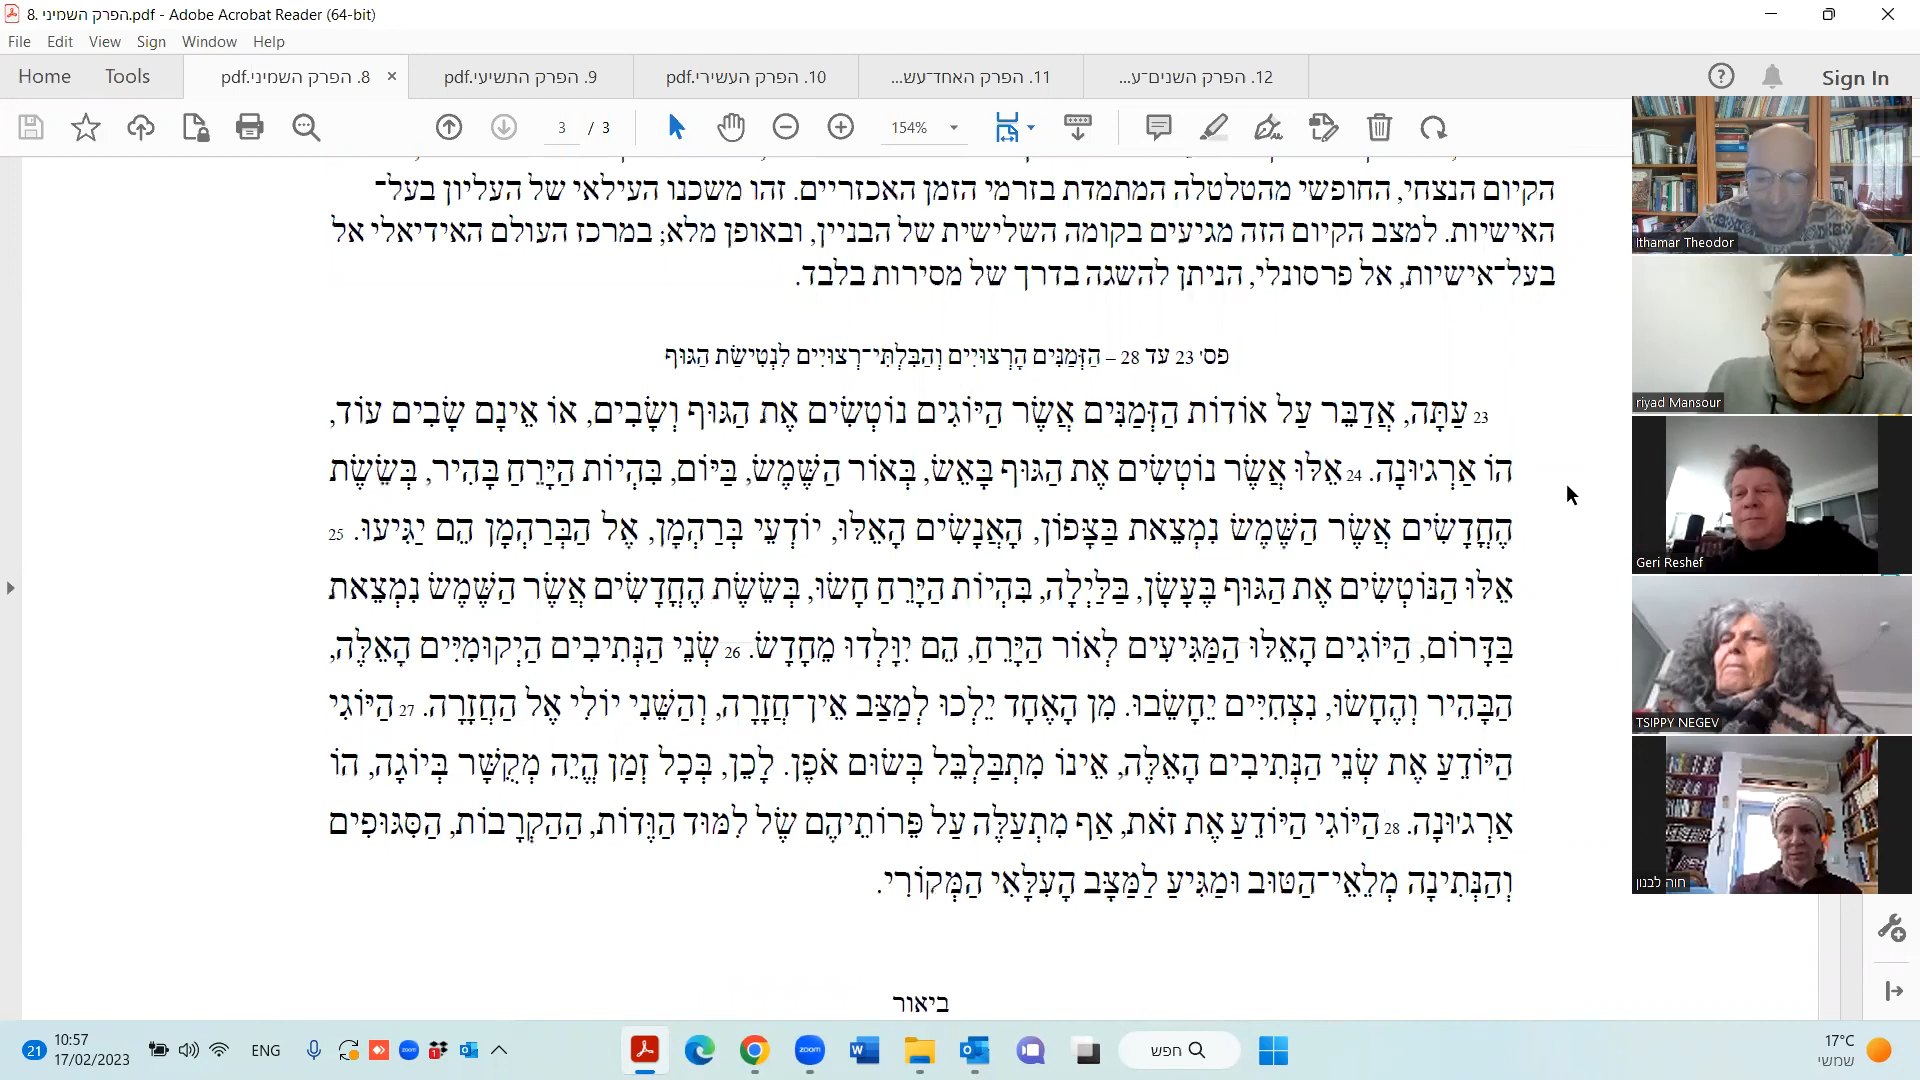 8. הפרק השמיני.pdf - Adobe Acrobat Reader (64-bit)
File Edit View Sign Window Help
Home Tools 8. הפרק השמיני.pdf × 9. הפרק התשיעי.pdf 10. הפרק העשירי.pdf 11. הפרק האחד־עש... 12. הפרק השנים־ע... Sign In
3 / 3 154%
הקיום הנצחי, החופשי מהטלטלה המתמדת בזרמי הזמן האכזריים. זהו משכנו העילאי של העליון בעל־
האישיות. למצב הקיום הזה מגיעים בקומה השלישית של הבניין, ובאופן מלא; במרכז העולם האידיאלי אל
בעל־אישיות, אל פרסונלי, הניתן להשגה בדרך של מסירות בלבד.
פס׳ 23 עד 28 – הַזְּמַנִּים הָרְצוּיִים וְהַבִּלְתִּי־רְצוּיִים לִנְטִישַׁת הַגּוּף
23 עַתָּה, אֲדַבֵּר עַל אוֹדוֹת הַזְּמַנִּים אֲשֶׁר הַיּוֹגִים נוֹטְשִׁים אֶת הַגּוּף וְשָׁבִים, אוֹ אֵינָם שָׁבִים עוֹד,
הוֹ אַרְג׳וּנָה. 24 אֵלּוּ אֲשֶׁר נוֹטְשִׁים אֶת הַגּוּף בָּאֵשׁ, בְּאוֹר הַשֶּׁמֶשׁ, בַּיּוֹם, בִּהְיוֹת הַיָּרֵחַ בָּהִיר, בְּשֵׁשֶׁת
הֶחֳדָשִׁים אֲשֶׁר הַשֶּׁמֶשׁ נִמְצֵאת בַּצָּפוֹן, הָאֲנָשִׁים הָאֵלּוּ, יוֹדְעֵי בְּרַהְמָן, אֶל הַבְּרַהְמָן הֵם יַגִּיעוּ. 25
אֵלּוּ הַנּוֹטְשִׁים אֶת הַגּוּף בֶּעָשָׁן, בַּלַּיְלָה, בִּהְיוֹת הַיָּרֵחַ חָשׁוּךְ, בְּשֵׁשֶׁת הֶחֳדָשִׁים אֲשֶׁר הַשֶּׁמֶשׁ נִמְצֵאת
בַּדָּרוֹם, הַיּוֹגִים הָאֵלּוּ הַמַּגִּיעִים לְאוֹר הַיָּרֵחַ, הֵם יִוָּלְדוּ מֵחָדָשׁ. 26 שְׁנֵי הַנְּתִיבִים הַיְקוּמִיִּים הָאֵלֶּה,
הַבָּהִיר וְהֶחָשׁוּךְ, נִצְחִיִּים יֵחָשֵׁבוּ. מִן הָאֶחָד יֵלְכוּ לְמַצַּב אֵין־חֲזָרָה, וְהַשֵּׁנִי יוֹלִיךְ אֶל הַחֲזָרָה. 27 הַיּוֹגִי
הַיּוֹדֵעַ אֶת שְׁנֵי הַנְּתִיבִים הָאֵלֶּה, אֵינוֹ מִתְבַּלְבֵּל בְּשׁוּם אֹפֶן. לָכֵן, בְּכָל זְמַן הֱיֵה מְקֻשָּׁר בְּיוֹגָה, הוֹ
אַרְג׳וּנָה. 28 הַיּוֹגִי הַיּוֹדֵעַ אֶת זֹאת, אַף מִתְעַלֶּה עַל פֵּרוֹתֵיהֶם שֶׁל לִמּוּד הַוֶּדוֹת, הַהַקְרָבוֹת, הַסִּגּוּפִים
וְהַנְּתִינָה מְלֵאֵי־הַטּוּב וּמַגִּיעַ לַמַּצָּב הָעִלָּאִי הַמְּקוֹרִי.
ביאור
Ithamar Theodor
riyad Mansour
Geri Reshef
TSIPPY NEGEV
חוה לבנון
21 10:57 ENG zoom חפש 17°C
17/02/2023 שמשי